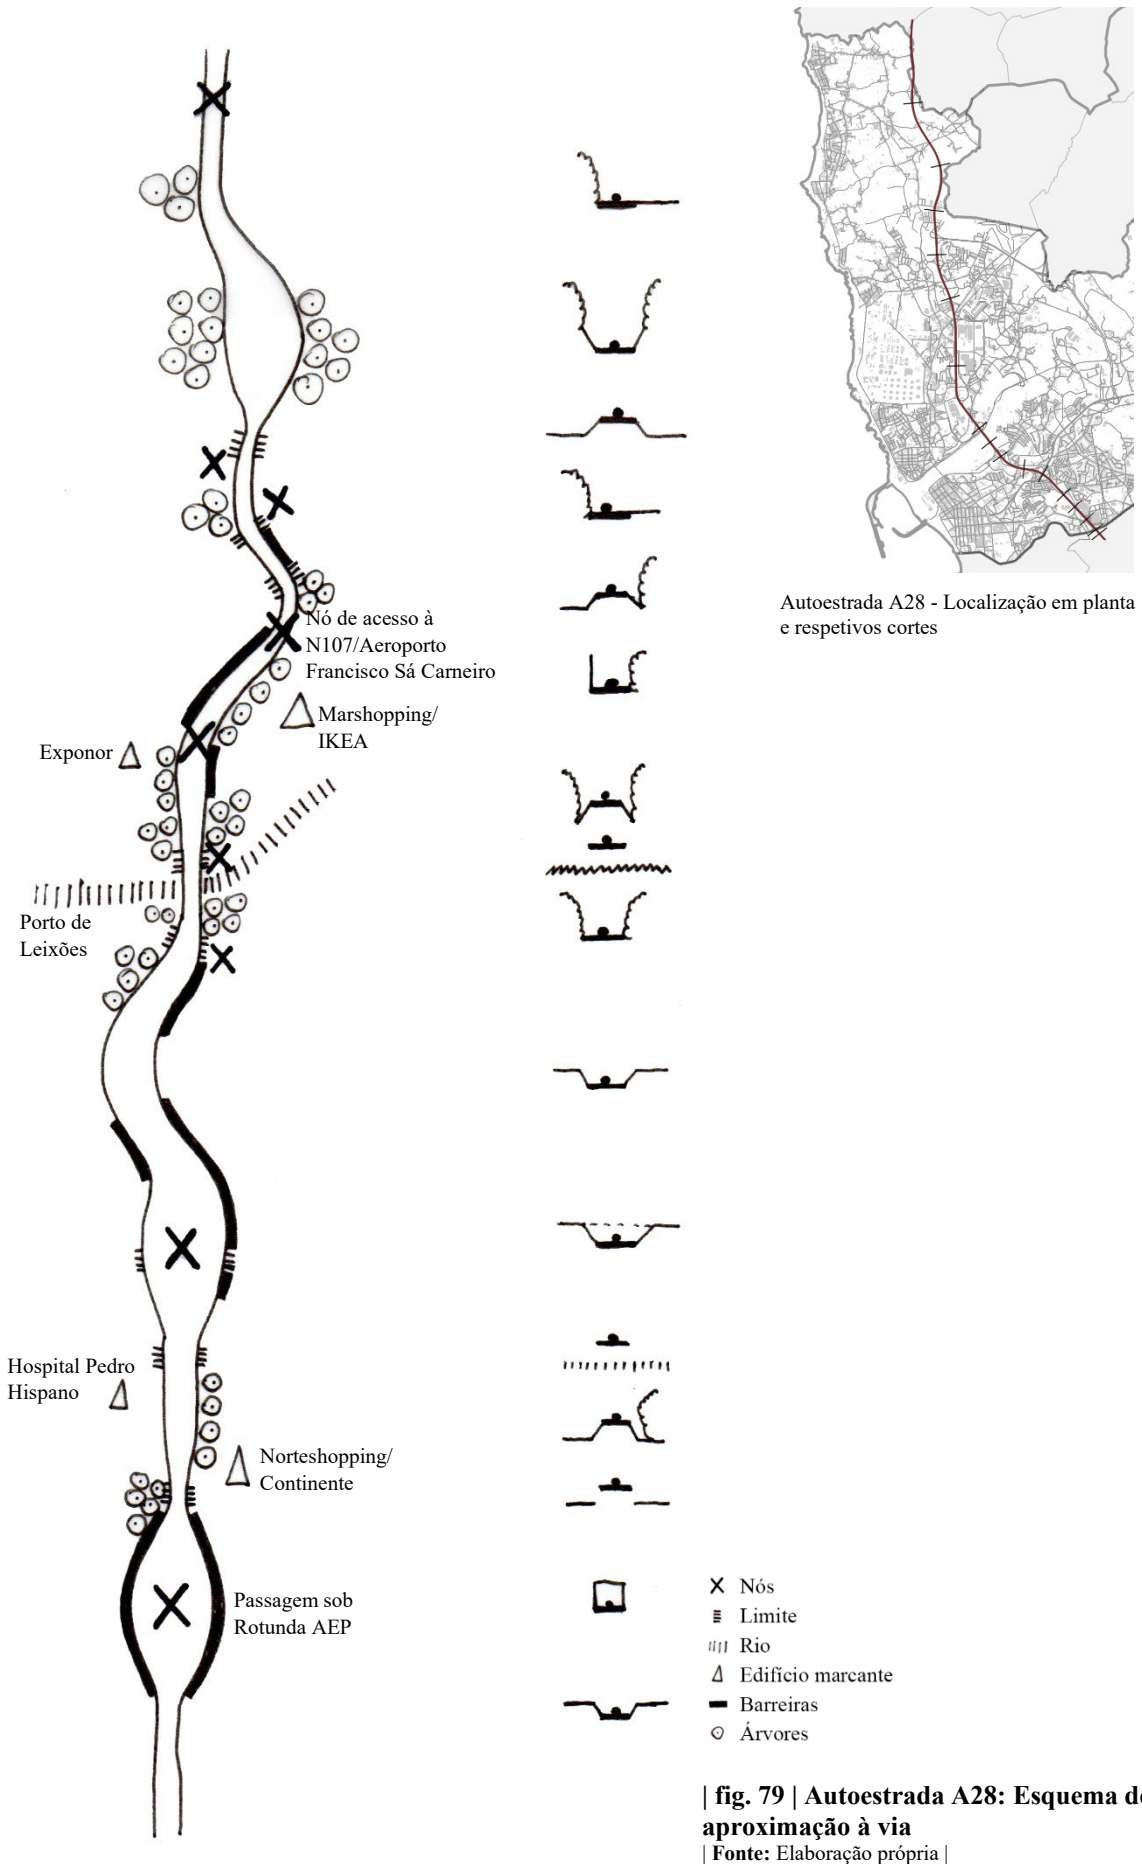 Autoestrada A28 - Localização em planta
e respetivos cortes
Nó de acesso à
N107/Aeroporto
Francisco Sá Carneiro
Marshopping/
IKEA
Exponor
Porto de
Leixões
Hospital Pedro
Hispano
Norteshopping/
Continente
Passagem sob
Rotunda AEP
Nós
Limite
Rio
Edifício marcante
Barreiras
Árvores
| fig. 79 | Autoestrada A28: Esquema de
aproximação à via
| Fonte: Elaboração própria |